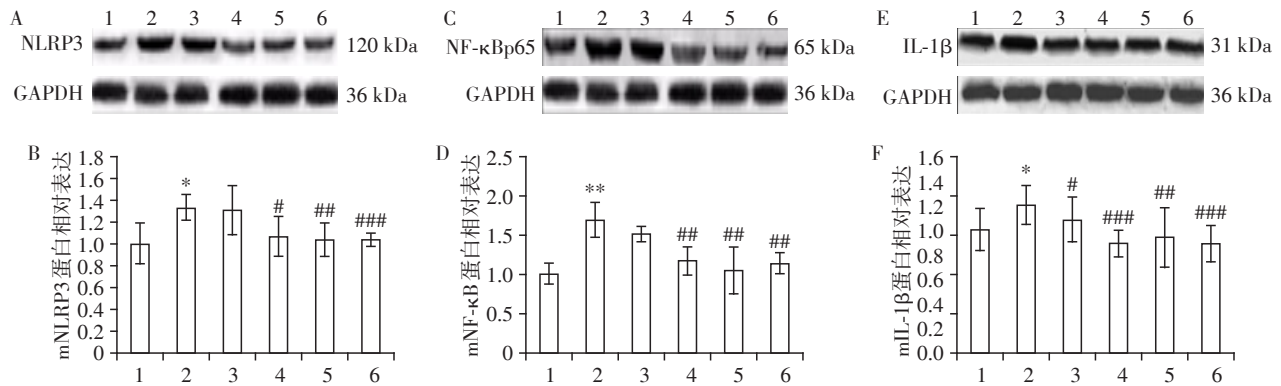 A 1 2 3 4 5 6
NLRP3 120 kDa
GAPDH 36 kDa
B
mNLRP3蛋白相对表达
1.8
1.6
1.4
1.2
1.0
0.8
0.6
0.4
0.2
0
* # ## ###
1 2 3 4 5 6
C 1 2 3 4 5 6
NF-κBp65 65 kDa
GAPDH 36 kDa
D
mNF-κB 蛋白相对表达
2.5
2.0
1.5
1.0
0.5
0
** ## ## ##
1 2 3 4 5 6
E 1 2 3 4 5 6
IL-1β 31 kDa
GAPDH 36 kDa
F
mIL-1β蛋白相对表达
1.6
1.4
1.2
1.0
0.8
0.6
0.4
0.2
0.0
* # ### ## ###
1 2 3 4 5 6